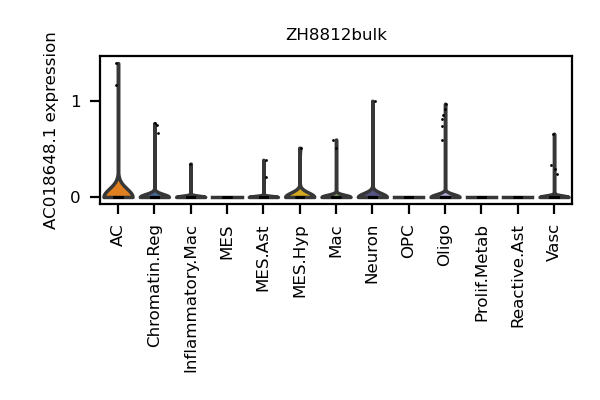 ZH8812bulk
AC018648.1 expression
1
0
AC
Chromatin.Reg
Inflammatory.Mac
MES
MES.Ast
MES.Hyp
Mac
Neuron
OPC
Oligo
Prolif.Metab
Reactive.Ast
Vasc